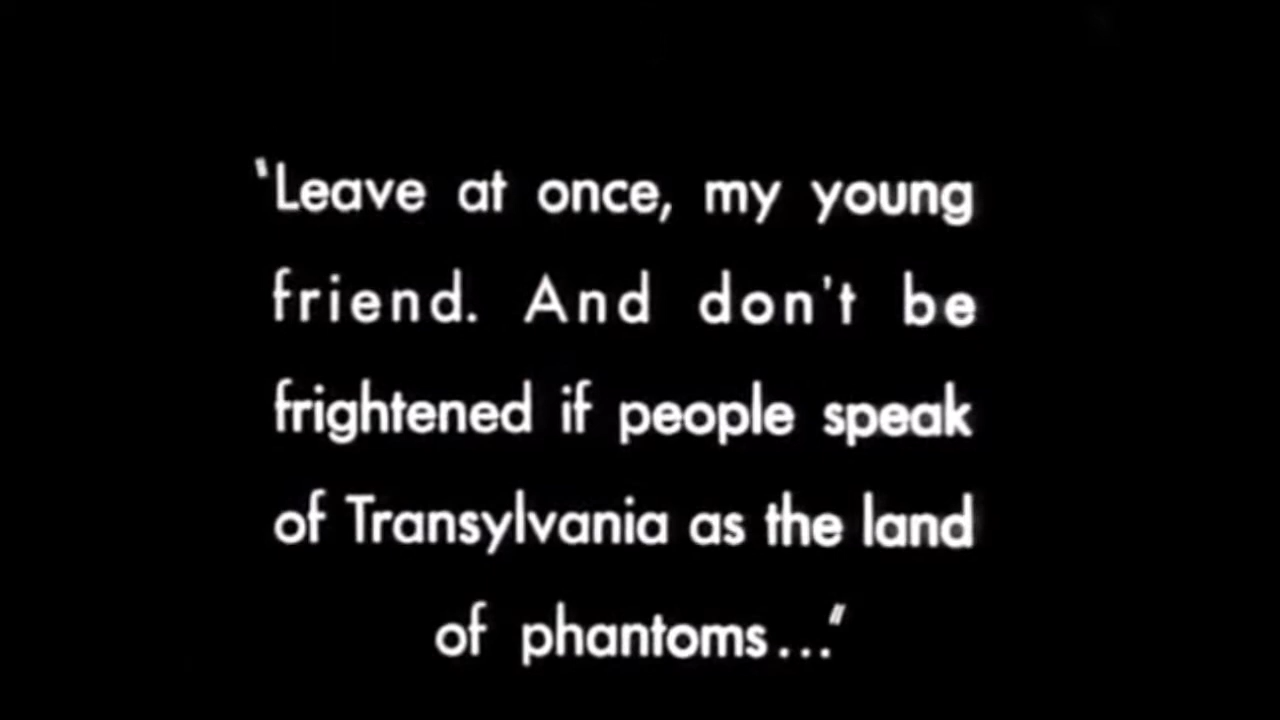 "Leave at once, my young
friend. And don't be
frightened if people speak
of Transylvania as the land
of phantoms..."